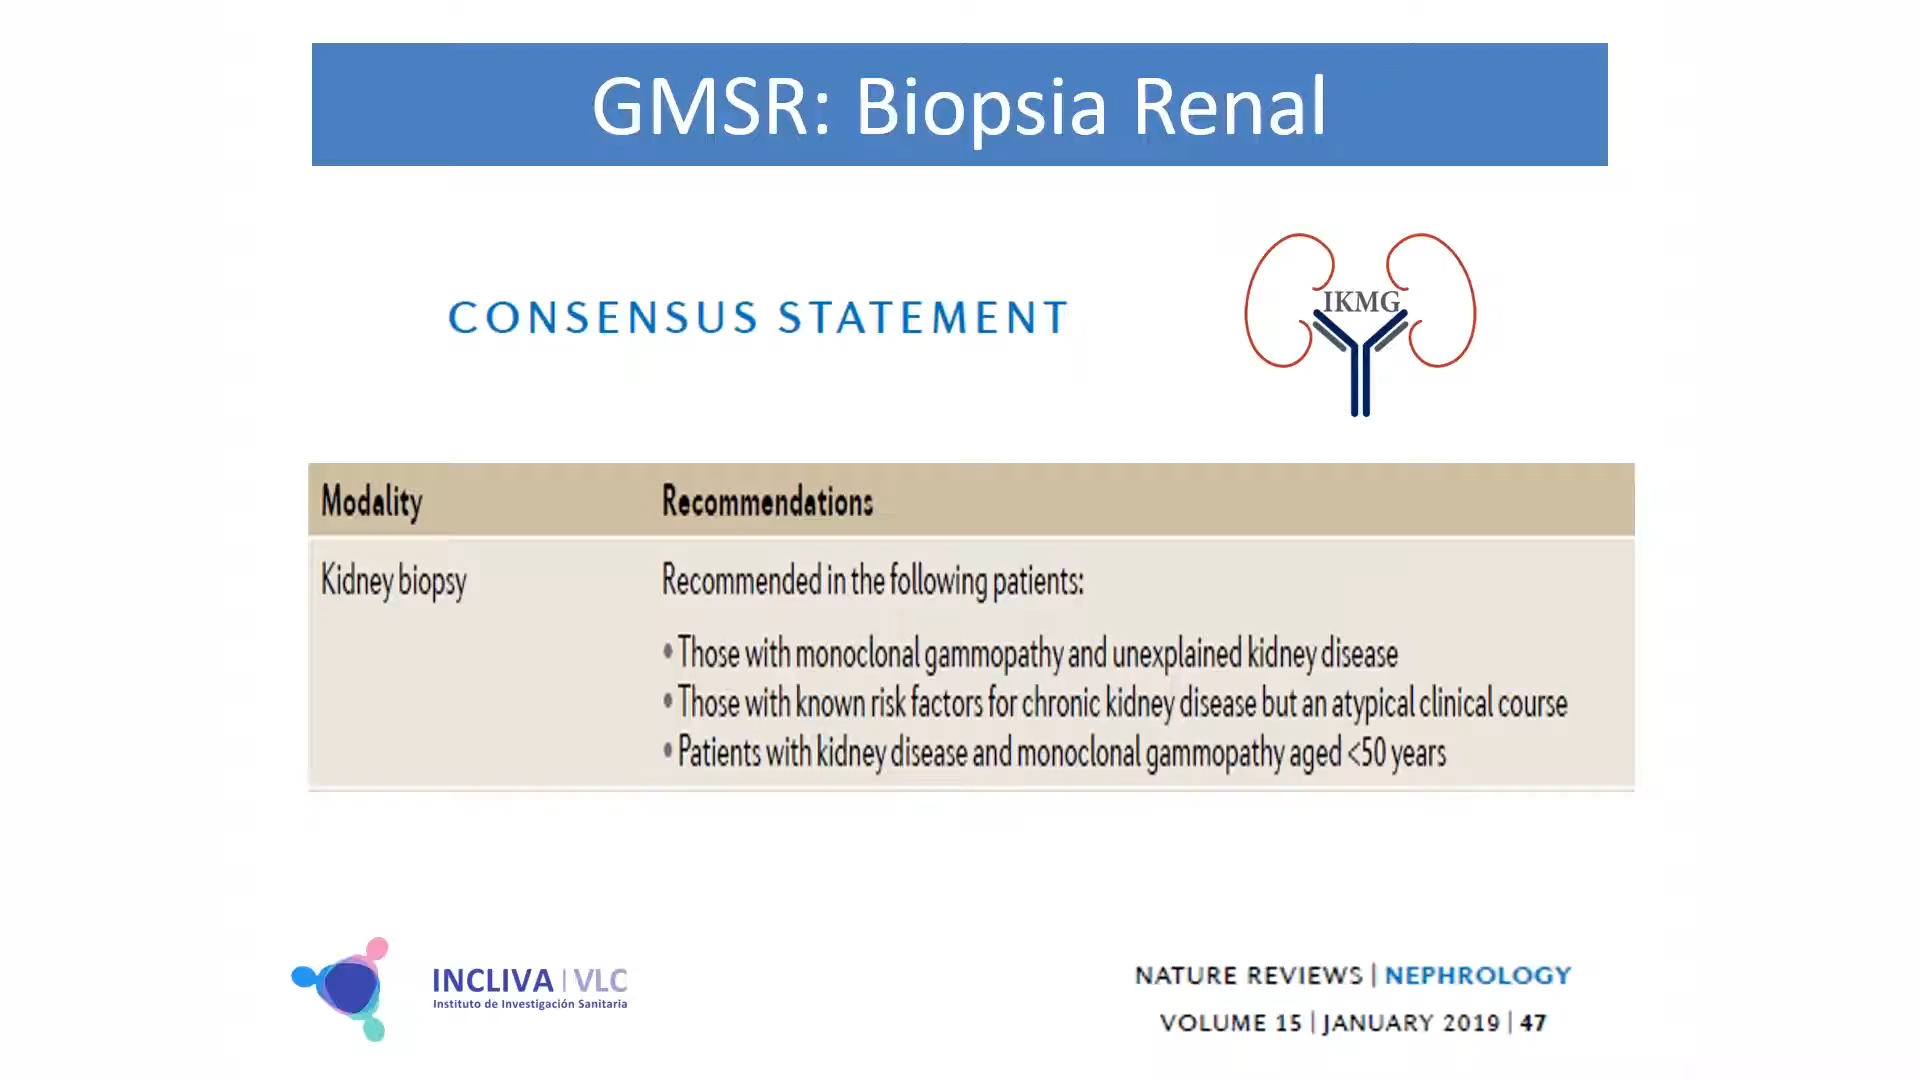 GMSR: Biopsia Renal
CONSENSUS STATEMENT
IKMG
Modality Recommendations
Kidney biopsy Recommended in the following patients:
• Those with monoclonal gammopathy and unexplained kidney disease
• Those with known risk factors for chronic kidney disease but an atypical clinical course
• Patients with kidney disease and monoclonal gammopathy aged <50 years
INCLIVA | VLC
Instituto de Investigación Sanitaria
NATURE REVIEWS | NEPHROLOGY
VOLUME 15 | JANUARY 2019 | 47